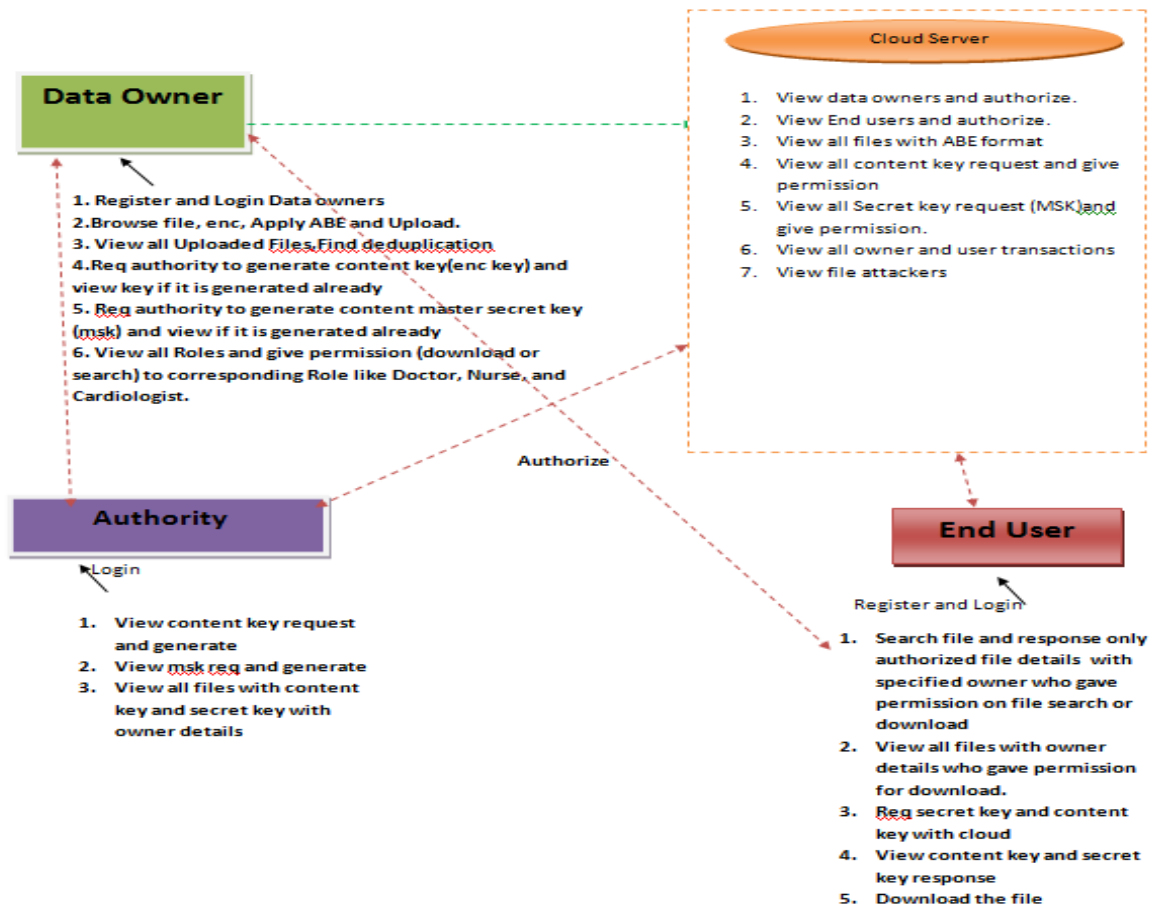 Data Owner
1. Register and Login Data owners
2.Browse file, enc, Apply ABE and Upload.
3. View all Uploaded Files,Find deduplication
4.Req authority to generate content key(enc key) and
view key if it is generated already
5. Req authority to generate content master secret key
(msk) and view if it is generated already
6. View all Roles and give permission (download or
search) to corresponding Role like Doctor, Nurse, and
Cardiologist.
Cloud Server
1. View data owners and authorize.
2. View End users and authorize.
3. View all files with ABE format
4. View all content key request and give
permission
5. View all Secret key request (MSK)and
give permission.
6. View all owner and user transactions
7. View file attackers
Authorize
Authority
Login
1. View content key request
and generate
2. View msk req and generate
3. View all files with content
key and secret key with
owner details
End User
Register and Login
1. Search file and response only
authorized file details with
specified owner who gave
permission on file search or
download
2. View all files with owner
details who gave permission
for download.
3. Req secret key and content
key with cloud
4. View content key and secret
key response
5. Download the file